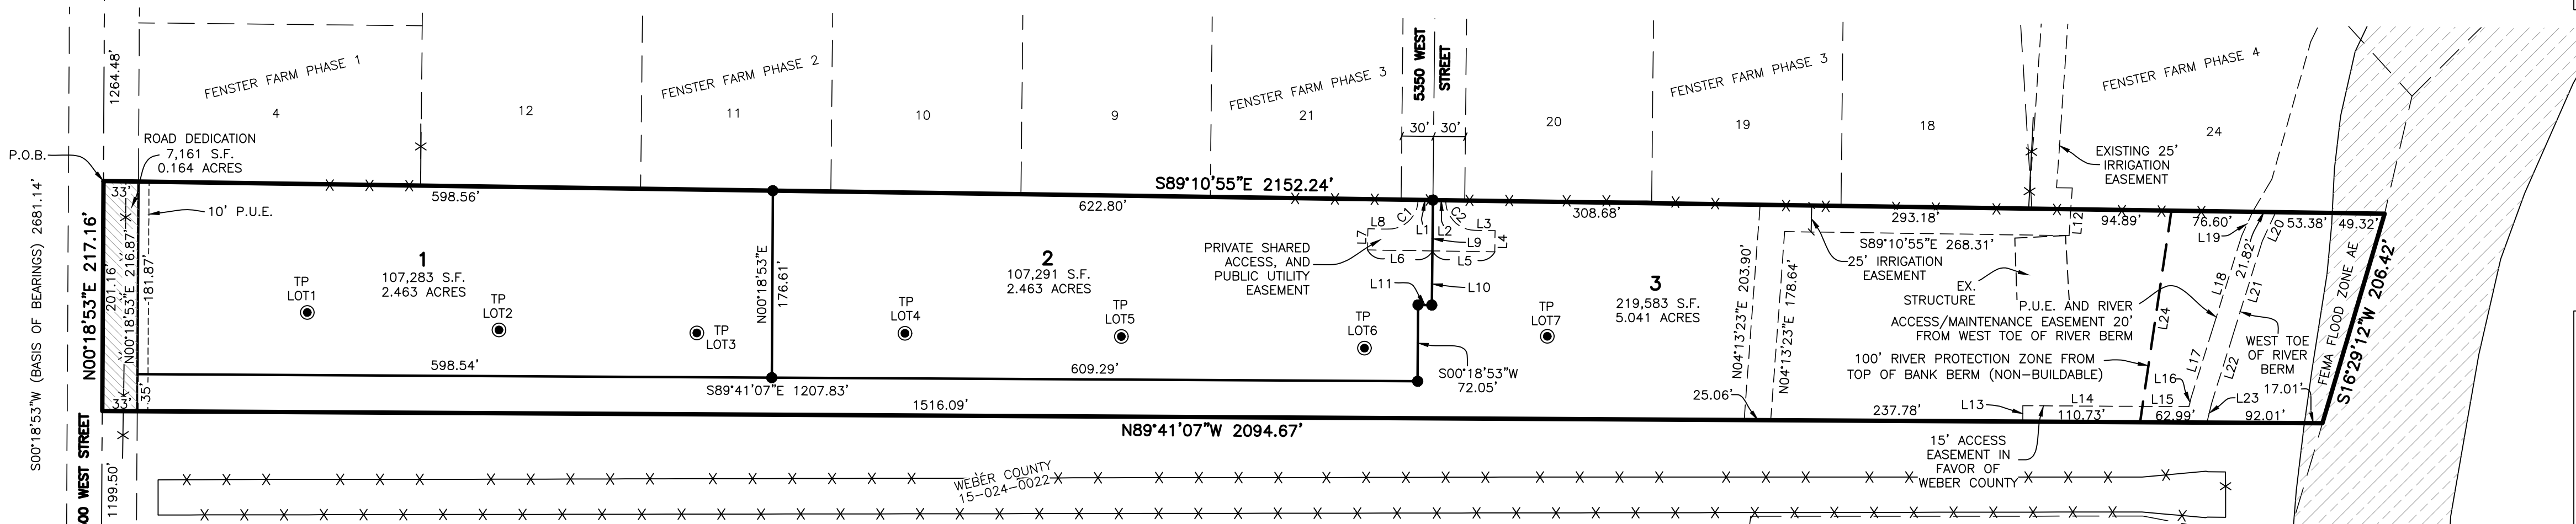 1264.48'
FENSTER FARM PHASE 1
4
12
FENSTER FARM PHASE 2
11
10
9
FENSTER FARM PHASE 3
21
5350 WEST
STREET
30'
30'
20
FENSTER FARM PHASE 3
19
18
FENSTER FARM PHASE 4
24
P.O.B.
ROAD DEDICATION
7,161 S.F.
0.164 ACRES
EXISTING 25'
IRRIGATION
EASEMENT
S00°18'53"W (BASIS OF BEARINGS) 2681.14'
N00°18'53"E 217.16'
33'
201.16'
N00°18'53"E 216.87'
181.87'
10' P.U.E.
598.56'
S89°10'55"E 2152.24'
622.80'
308.68'
293.18'
94.89'
76.60'
53.38'
49.32'
C1
C2
L1
L2
L3
L4
L5
L6
L7
L8
L9
L10
L11
L12
PRIVATE SHARED
ACCESS, AND
PUBLIC UTILITY
EASEMENT
1
107,283 S.F.
2.463 ACRES
N00°18'53"E
176.61'
2
107,291 S.F.
2.463 ACRES
3
219,583 S.F.
5.041 ACRES
TP
LOT1
TP
LOT2
TP
LOT3
TP
LOT4
TP
LOT5
TP
LOT6
TP
LOT7
N04°13'23"E 203.90'
N04°13'23"E 178.64'
S89°10'55"E 268.31'
25' IRRIGATION
EASEMENT
EX.
STRUCTURE
P.U.E. AND RIVER
ACCESS/MAINTENANCE EASEMENT 20'
FROM WEST TOE OF RIVER BERM
100' RIVER PROTECTION ZONE FROM
TOP OF BANK BERM (NON-BUILDABLE)
L19
L20
21.82'
L18
L21
L24
L17
L22
WEST TOE
OF RIVER
BERM
FEMA FLOOD ZONE AE
S16°29'12"W 206.42'
598.54'
609.29'
S89°41'07"E 1207.83'
S00°18'53"W
72.05'
33'
35'
1516.09'
25.06'
237.78'
L13
L14
L15
L16
L23
110.73'
62.99'
92.01'
17.01'
N89°41'07"W 2094.67'
15' ACCESS
EASEMENT IN
FAVOR OF
WEBER COUNTY
WEBER COUNTY
15-024-0022
00 WEST STREET
1199.50'